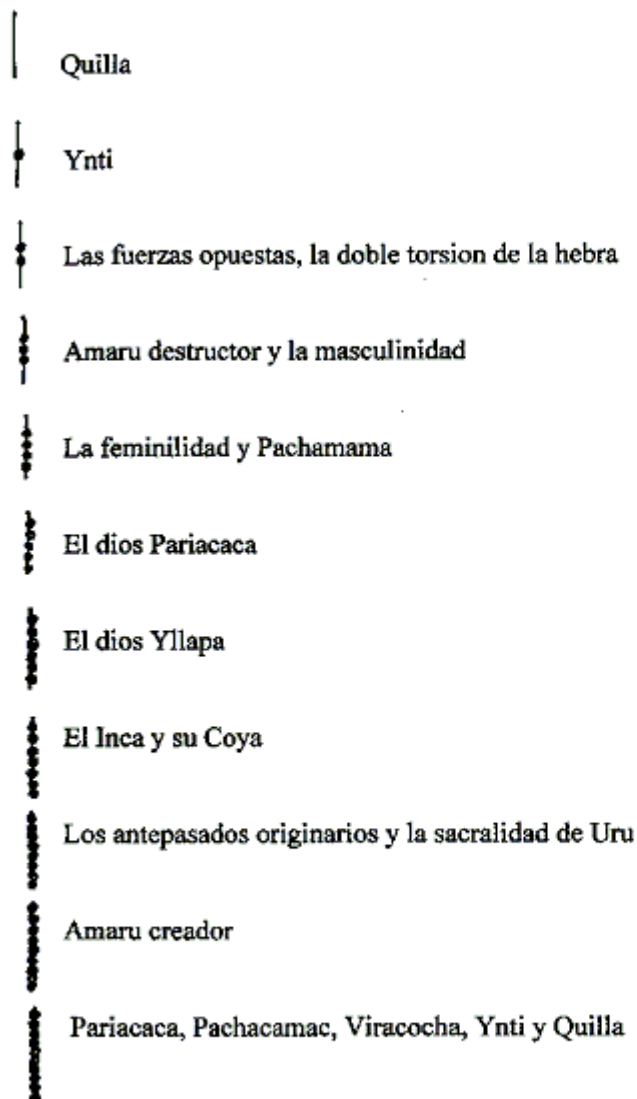 Quilla
Ynti
Las fuerzas opuestas, la doble torsion de la hebra
Amaru destructor y la masculinidad
La feminilidad y Pachamama
El dios Pariacaca
El dios Yllapa
El Inca y su Coya
Los antepasados originarios y la sacralidad de Uru
Amaru creador
Pariacaca, Pachacamac, Viracocha, Ynti y Quilla